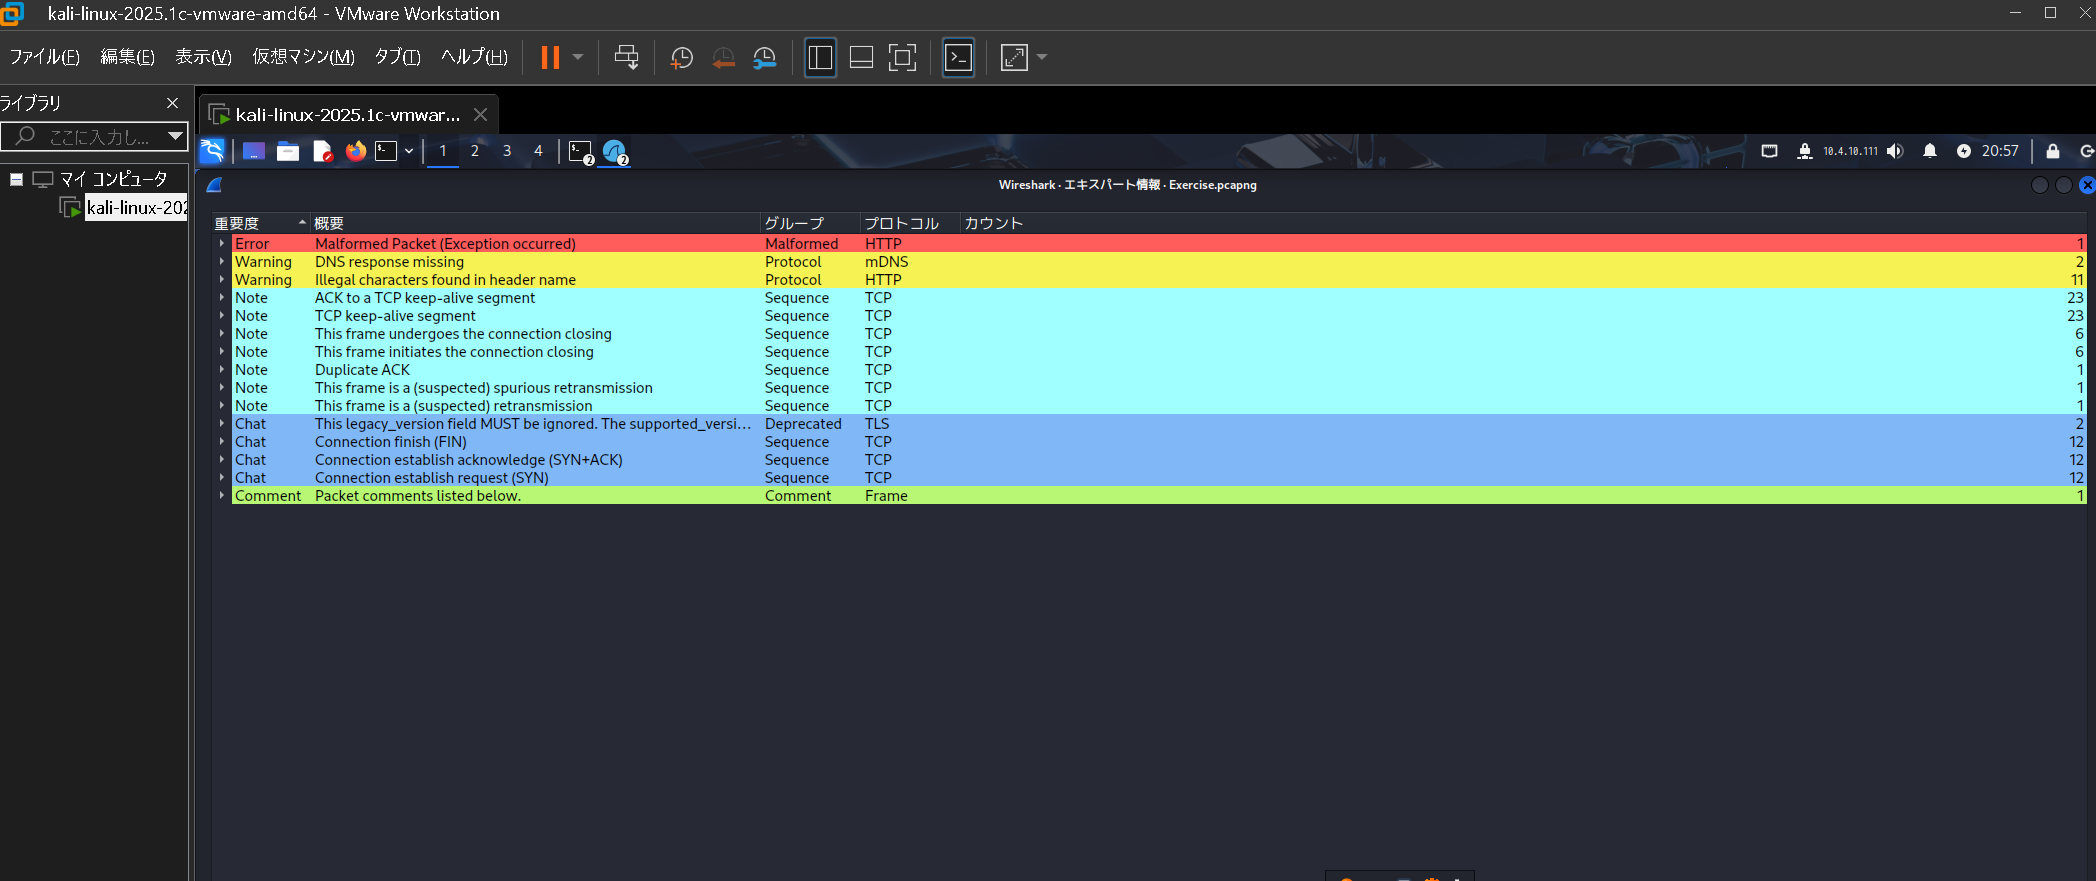 kali-linux-2025.1c-vmware-amd64 - VMware Workstation
ファイル(F) 編集(E) 表示(V) 仮想マシン(M) タブ(T) ヘルプ(H)
ライブラリ
ここに入力し...
マイ コンピュータ
kali-linux-202
kali-linux-2025.1c-vmwar...
1 2 3 4 2 2 10.4.10.111 20:57
Wireshark · エキスパート情報 · Exercise.pcapng
重要度 概要 グループ プロトコル カウント
Error Malformed Packet (Exception occurred) Malformed HTTP 1
Warning DNS response missing Protocol mDNS 2
Warning Illegal characters found in header name Protocol HTTP 11
Note ACK to a TCP keep-alive segment Sequence TCP 23
Note TCP keep-alive segment Sequence TCP 23
Note This frame undergoes the connection closing Sequence TCP 6
Note This frame initiates the connection closing Sequence TCP 6
Note Duplicate ACK Sequence TCP 1
Note This frame is a (suspected) spurious retransmission Sequence TCP 1
Note This frame is a (suspected) retransmission Sequence TCP 1
Chat This legacy_version field MUST be ignored. The supported_versi... Deprecated TLS 2
Chat Connection finish (FIN) Sequence TCP 12
Chat Connection establish acknowledge (SYN+ACK) Sequence TCP 12
Chat Connection establish request (SYN) Sequence TCP 12
Comment Packet comments listed below. Comment Frame 1